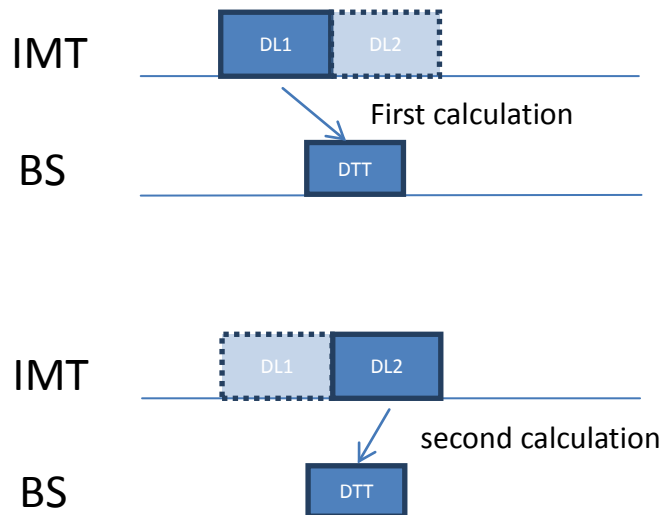 IMT
DL1
DL2
First calculation
BS
DTT
IMT
DL1
DL2
second calculation
BS
DTT